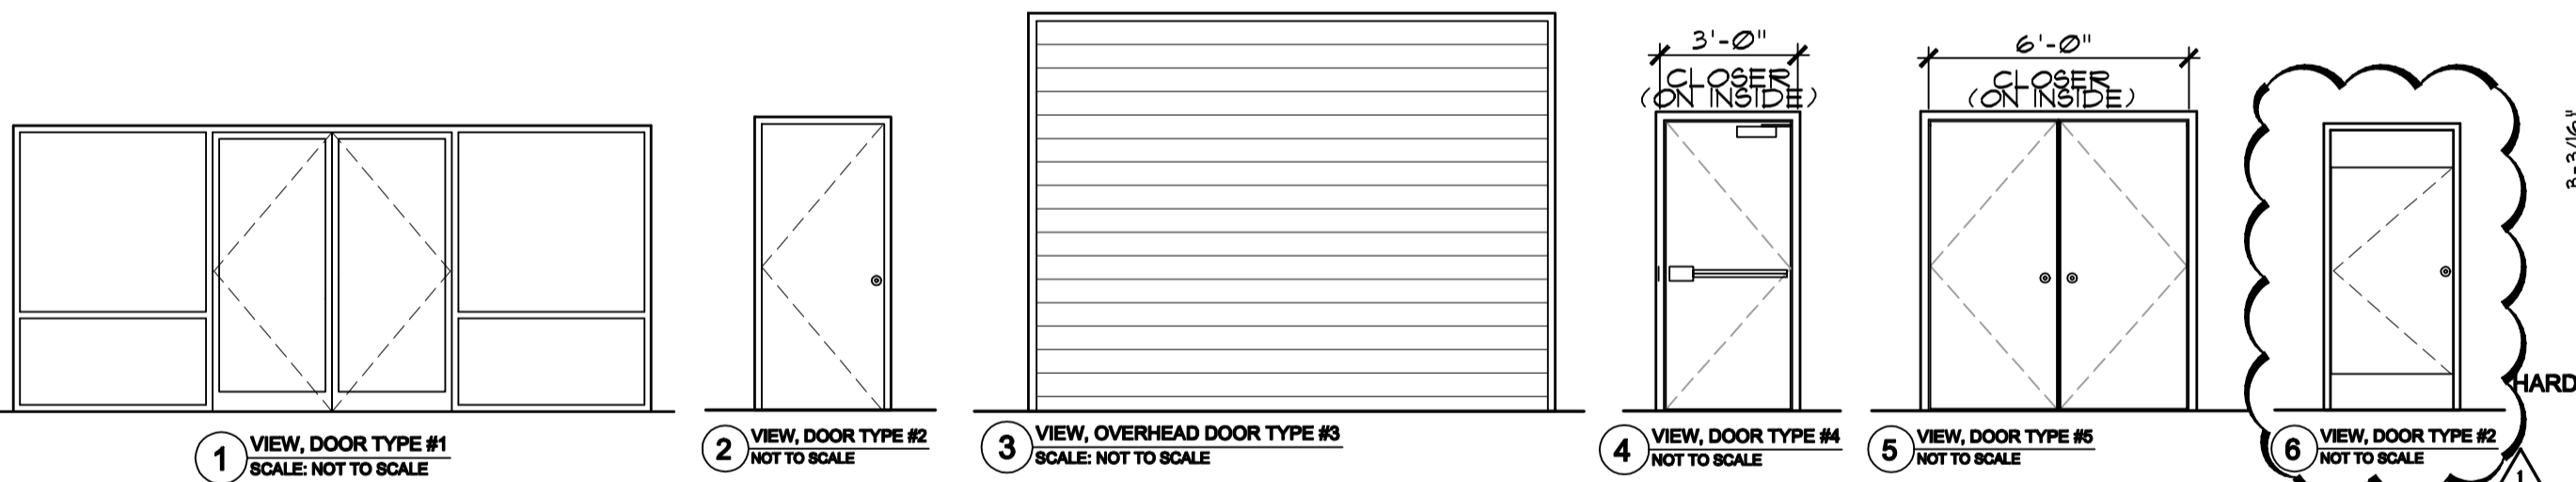 1
VIEW, DOOR TYPE #1
SCALE: NOT TO SCALE
2
VIEW, DOOR TYPE #2
NOT TO SCALE
3
VIEW, OVERHEAD DOOR TYPE #3
SCALE: NOT TO SCALE
3'-0"
CLOSER
(ON INSIDE)
4
VIEW, DOOR TYPE #4
NOT TO SCALE
6'-0"
CLOSER
(ON INSIDE)
5
VIEW, DOOR TYPE #5
NOT TO SCALE
6
VIEW, DOOR TYPE #2
NOT TO SCALE
1
HARD